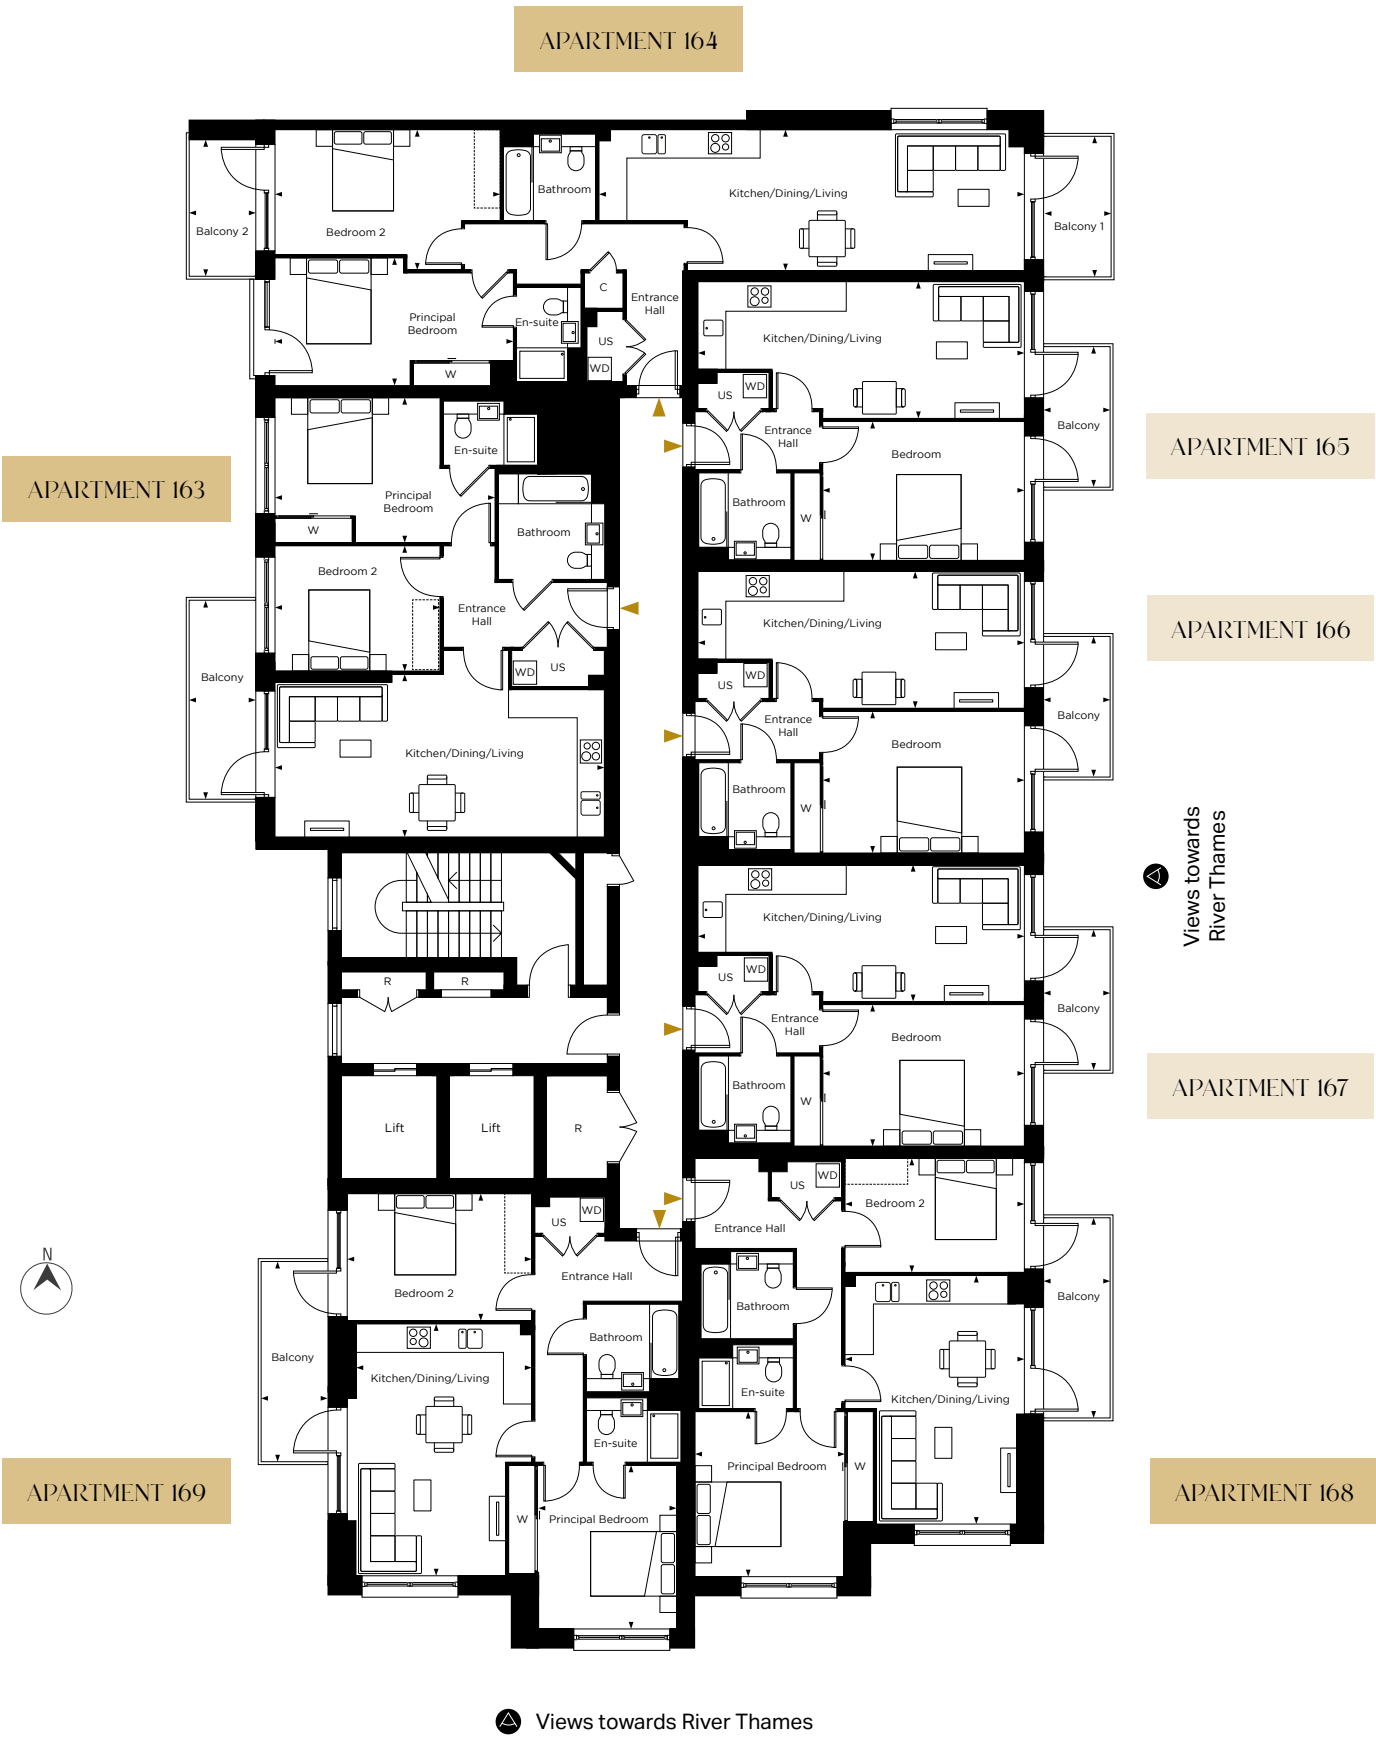 APARTMENT 164
Bathroom
Kitchen/Dining/Living
Balcony 2
Bedroom 2
Balcony 1
C
Entrance
Hall
Principal
Bedroom
En-suite
US
WD
W
Kitchen/Dining/Living
US
WD
Entrance
Hall
Balcony
Bedroom
APARTMENT 165
Bathroom
W
APARTMENT 163
En-suite
Principal
Bedroom
W
Bathroom
Bedroom 2
Entrance
Hall
WD
US
Balcony
Kitchen/Dining/Living
APARTMENT 166
Kitchen/Dining/Living
US
WD
Entrance
Hall
Balcony
Bedroom
Bathroom
W
Views towards
River Thames
Kitchen/Dining/Living
US
WD
Entrance
Hall
Balcony
Bedroom
Bathroom
W
APARTMENT 167
R
R
Lift
Lift
R
US
WD
Bedroom 2
Entrance Hall
Bathroom
Balcony
En-suite
Kitchen/Dining/Living
Principal Bedroom
W
APARTMENT 168
N
Bedroom 2
US
WD
Entrance Hall
Balcony
Bathroom
Kitchen/Dining/Living
En-suite
W
Principal Bedroom
APARTMENT 169
Views towards River Thames